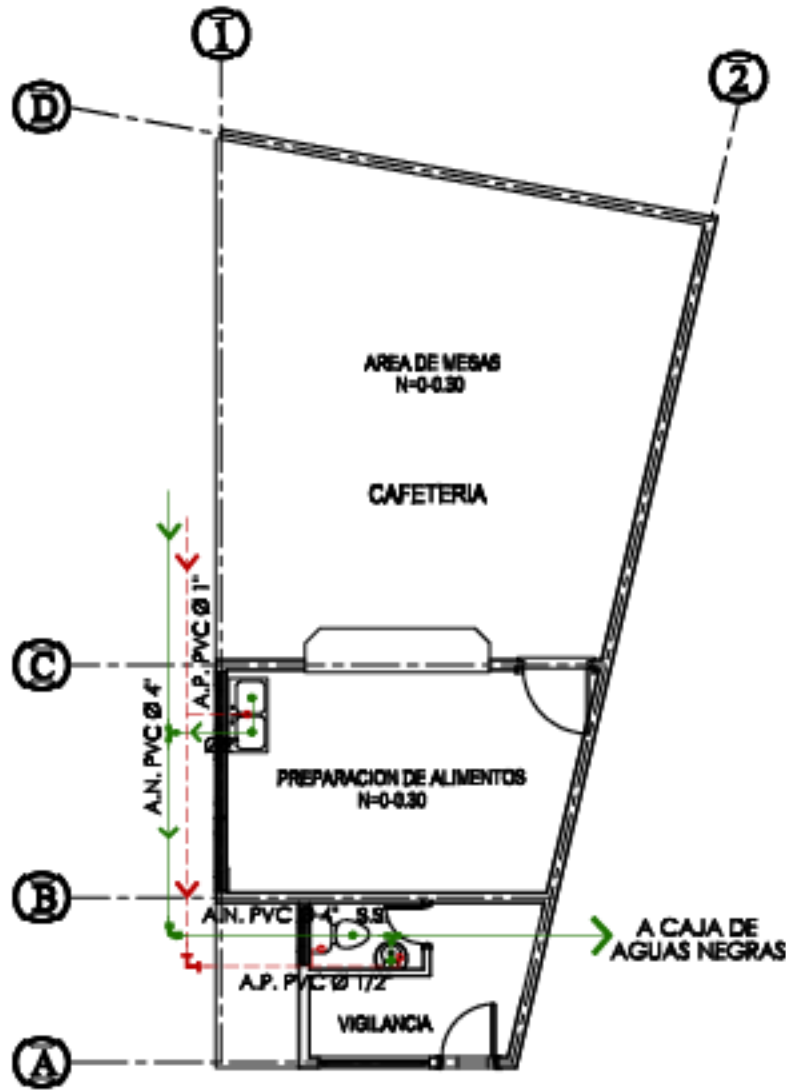 1
D
2
AREA DE MESAS
N=0-0.30
CAFETERIA
A.P. PVC Ø 1"
C
A.N. PVC Ø 4"
PREPARACION DE ALIMENTOS
N=0-0.30
B
A.N. PVC Ø 4" S.S.
A CAJA DE
AGUAS NEGRAS
A.P. PVC Ø 1/2"
VIGILANCIA
A